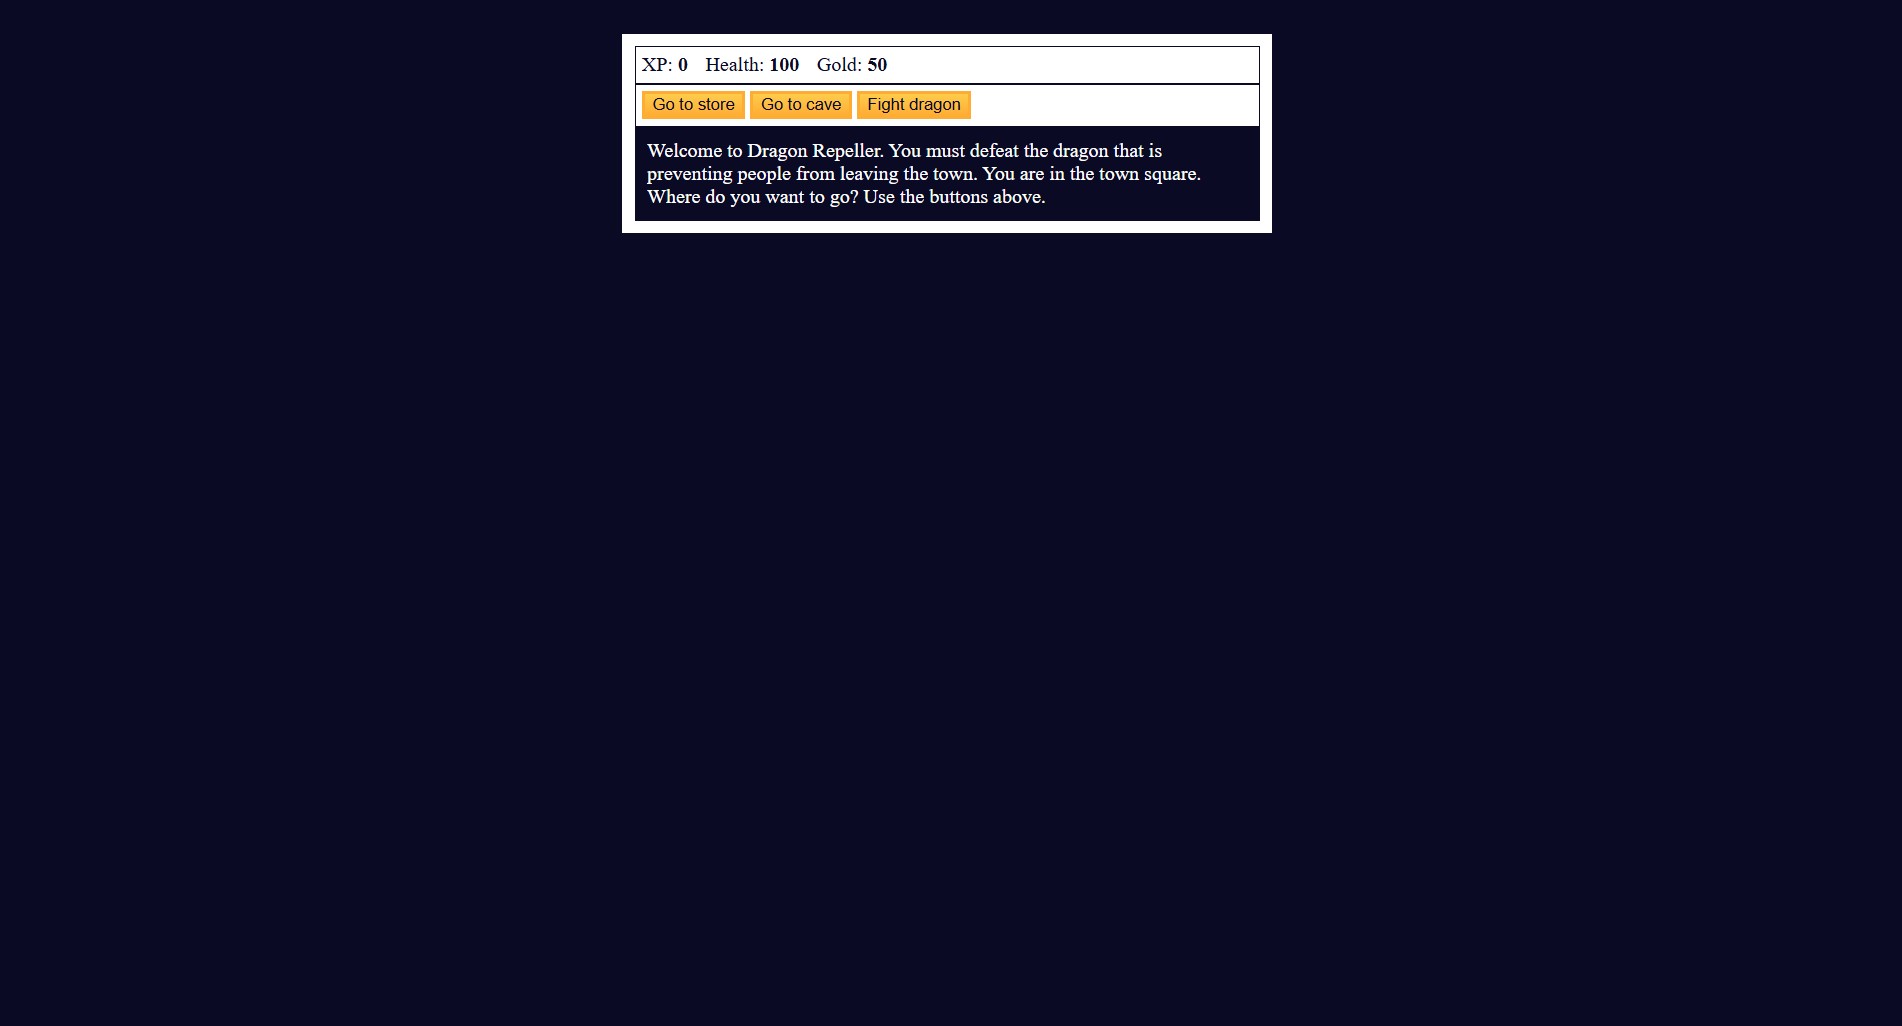 XP: 0 Health: 100 Gold: 50
Go to store Go to cave Fight dragon
Welcome to Dragon Repeller. You must defeat the dragon that is
preventing people from leaving the town. You are in the town square.
Where do you want to go? Use the buttons above.